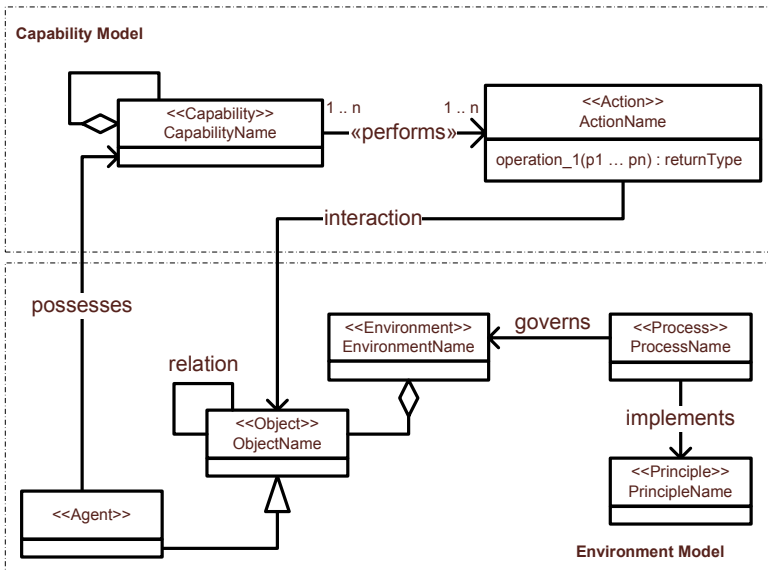 Capability Model
<<Capability>>
CapabilityName
1 .. n
«performs»
1 .. n
<<Action>>
ActionName
operation_1(p1 … pn) : returnType
interaction
possesses
relation
<<Environment>>
EnvironmentName
governs
<<Process>>
ProcessName
implements
<<Object>>
ObjectName
<<Principle>>
PrincipleName
<<Agent>>
Environment Model